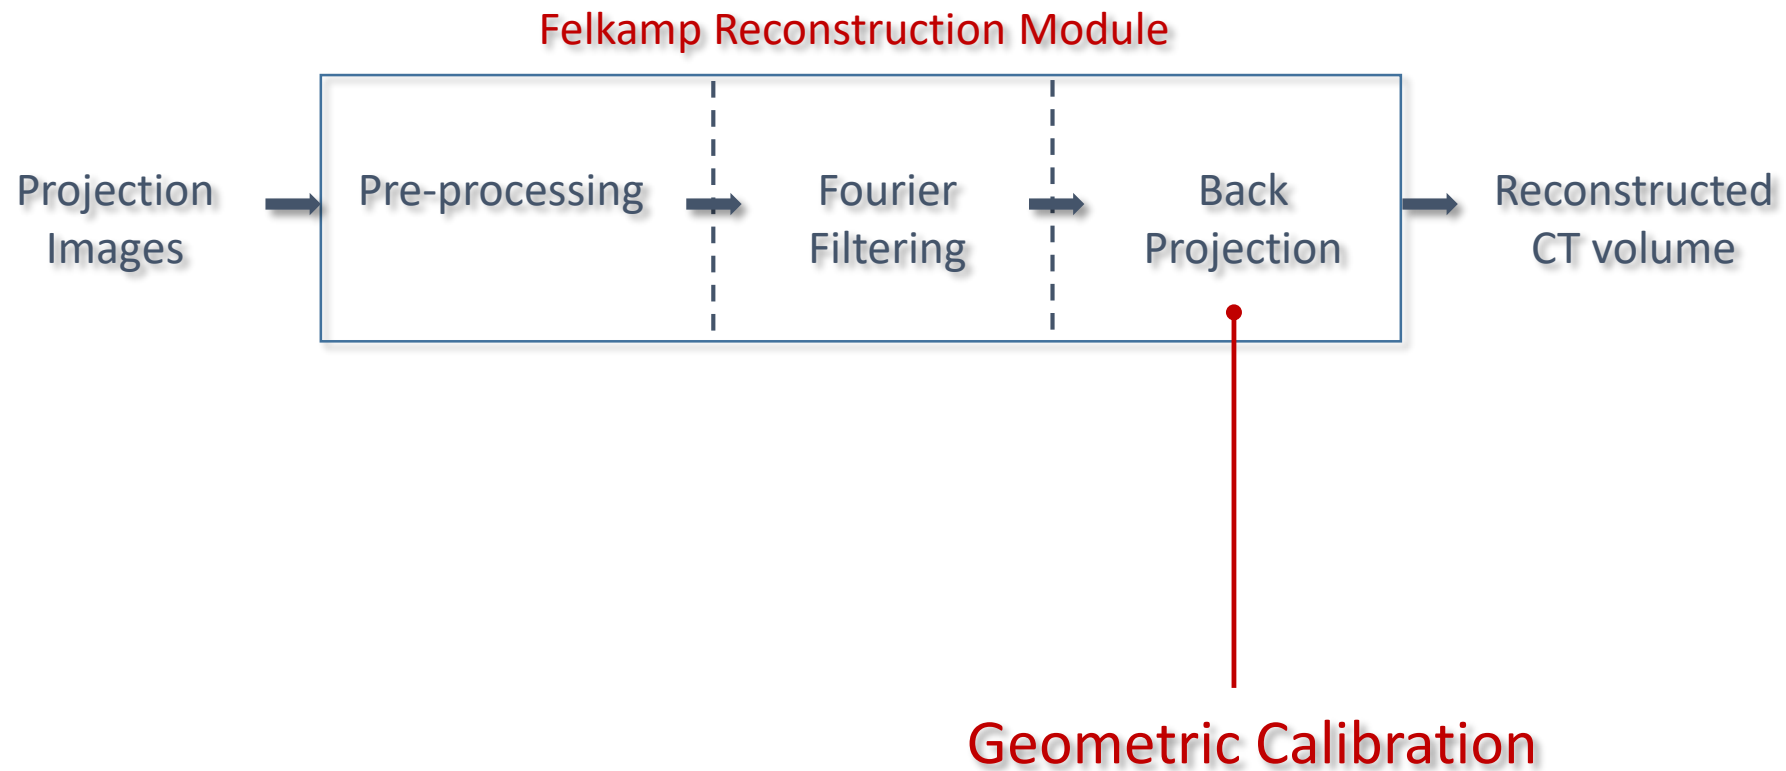 Felkamp Reconstruction Module
Projection
Images
Pre-processing
Fourier
Filtering
Back
Projection
Reconstructed
CT volume
Geometric Calibration